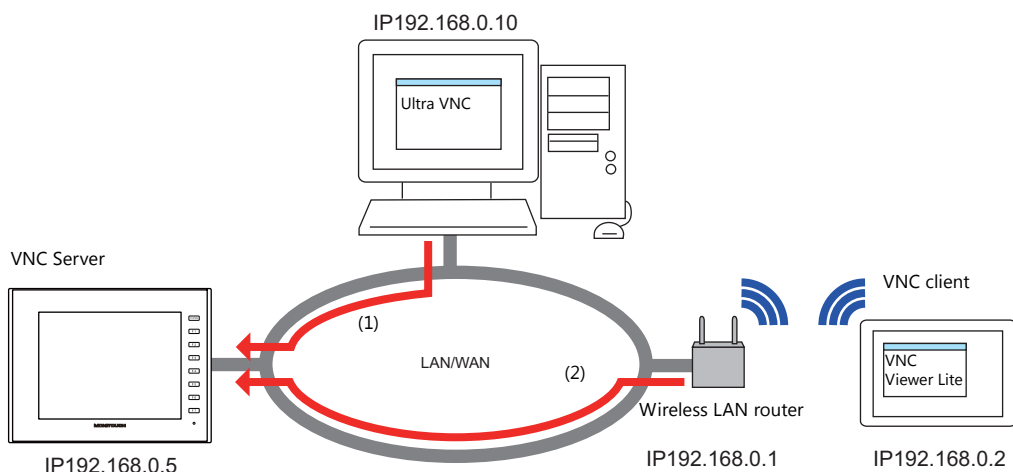 IP192.168.0.10
Ultra VNC
VNC Server
(1)
LAN/WAN
(2)
VNC client
VNC
Viewer Lite
Wireless LAN router
MONITOUCH
IP192.168.0.5
IP192.168.0.1
IP192.168.0.2